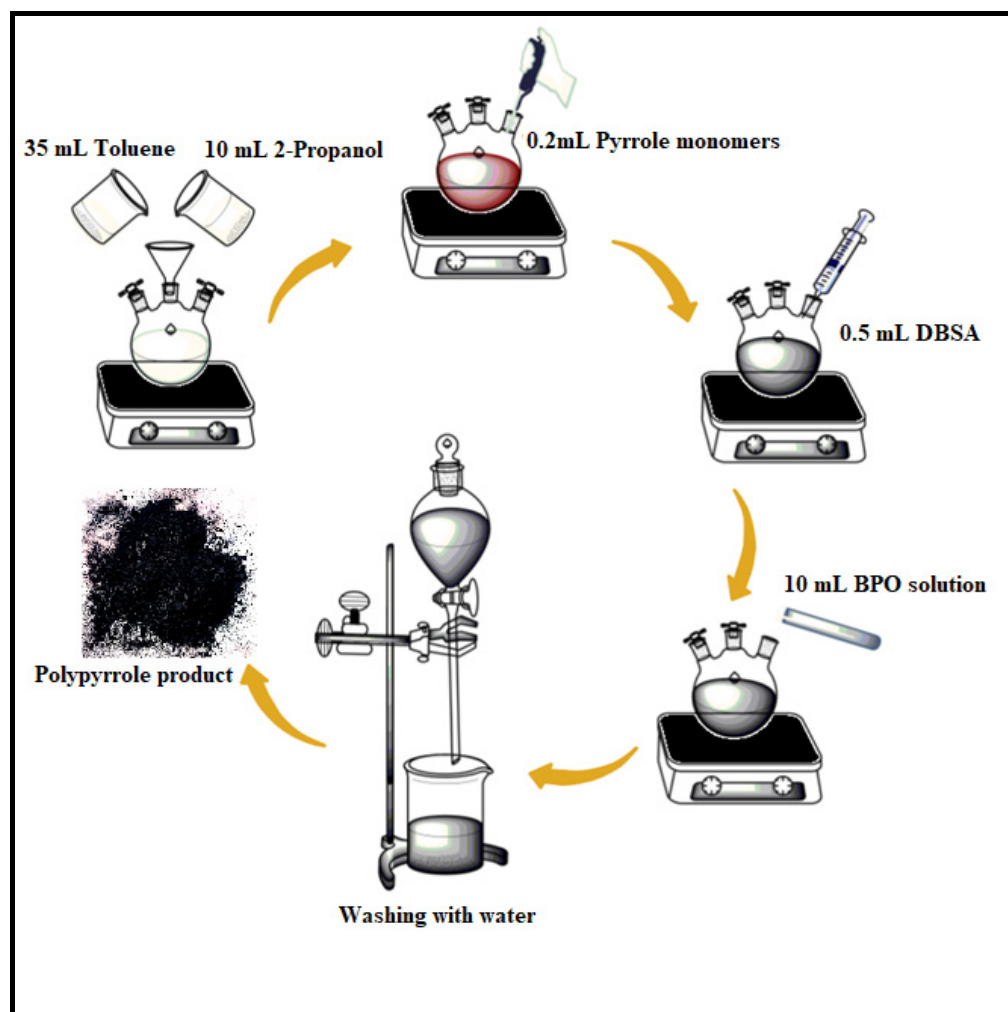 35 mL Toluene
10 mL 2-Propanol
0.2mL Pyrrole monomers
0.5 mL DBSA
10 mL BPO solution
Washing with water
Polypyrrole product